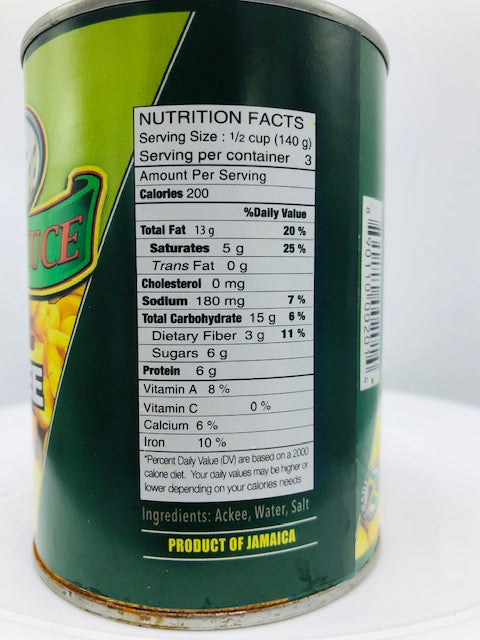 UCE
E
NUTRITION FACTS
Serving Size : 1/2 cup (140 g)
Serving per container 3
Amount Per Serving
Calories 200
%Daily Value
Total Fat 13 g 20 %
Saturates 5 g 25 %
Trans Fat 0 g
Cholesterol 0 mg
Sodium 180 mg 7 %
Total Carbohydrate 15 g 6 %
Dietary Fiber 3 g 11 %
Sugars 6 g
Protein 6 g
Vitamin A 8 %
Vitamin C 0 %
Calcium 6 %
Iron 10 %
*Percent Daily Value (DV) are based on a 2000
calorie diet. Your daily values may be higher or
lower depending on your calories needs
Ingredients: Ackee, Water, Salt
PRODUCT OF JAMAICA